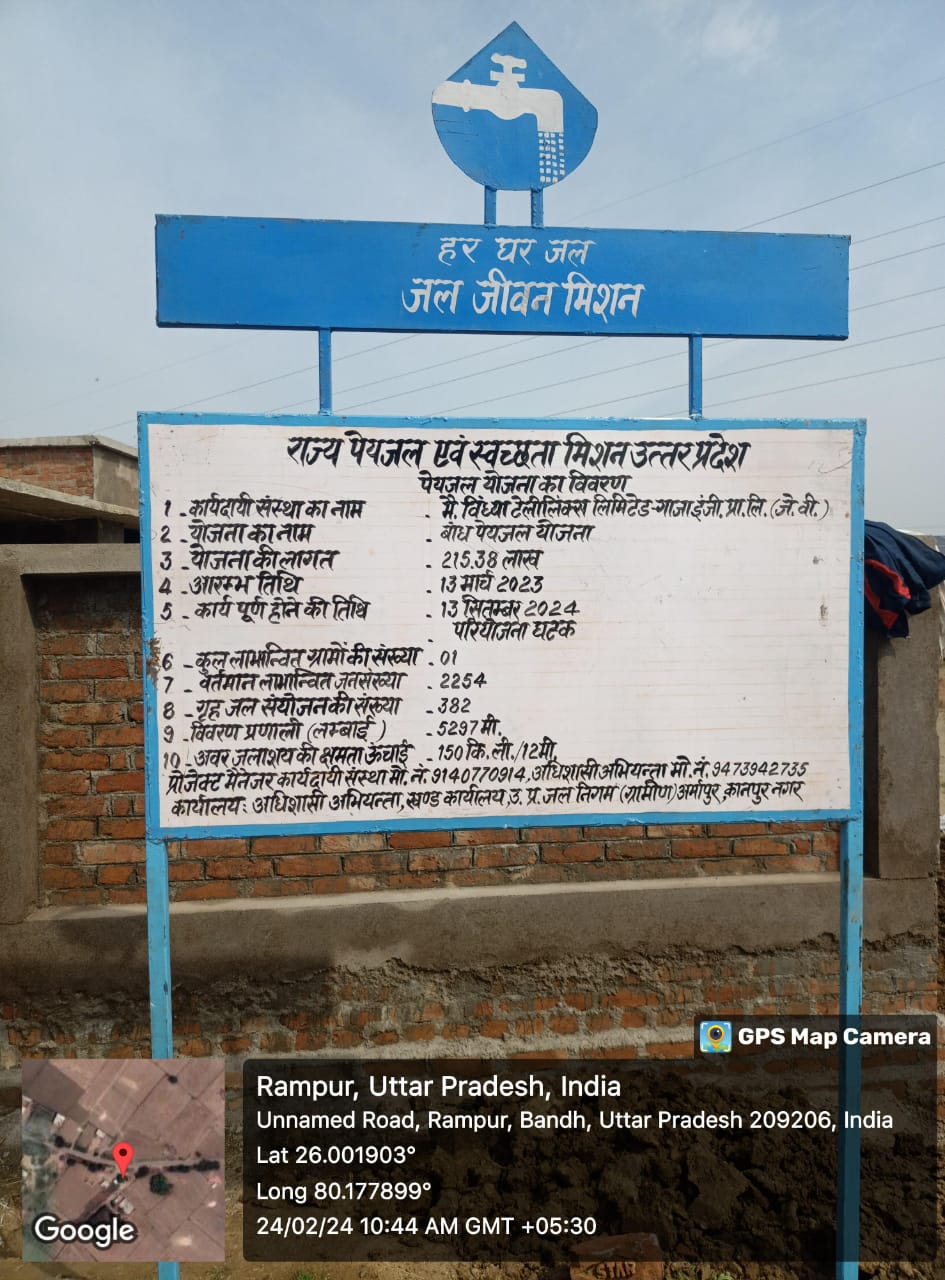 हर घर जल
जल जीवन मिशन
राज्य पेयजल एवं स्वच्छता मिशन उत्तर प्रदेश
पेयजल योजना का विवरण
1 - कार्यदायी संस्था का नाम - मै. विंध्या टेलीलिंक्स लिमिटेड-गाजाइंजी. प्रा.लि. (जे.वी.)
2 - योजना का नाम - बांध पेयजल योजना
3 - योजना की लागत - 215.38 लाख
4 - आरम्भ तिथि - 13 मार्च 2023
5 - कार्य पूर्ण होने की तिथि - 13 सितम्बर 2024
परियोजना घटक
6 - कुल लाभान्वित ग्रामों की संख्या - 01
7 - वर्तमान लाभान्वित जनसंख्या - 2254
8 - गृह जल संयोजन की संख्या - 382
9 - विवरण प्रणाली (लम्बाई) - 5297 मी.
10 - अवर जलाशय की क्षमता ऊंचाई - 150 कि.ली./12मी.
प्रोजेक्ट मैनेजर कार्यदायी संस्था मो. नं. 9140770914, अधिशासी अभियन्ता मो. नं. 9473942735
कार्यालय: अधिशासी अभियन्ता, खण्ड कार्यालय, उ. प्र. जल निगम (ग्रामीण) अर्मापुर, कानपुर नगर
GPS Map Camera
Rampur, Uttar Pradesh, India
Unnamed Road, Rampur, Bandh, Uttar Pradesh 209206, India
Lat 26.001903°
Long 80.177899°
24/02/24 10:44 AM GMT +05:30
Google